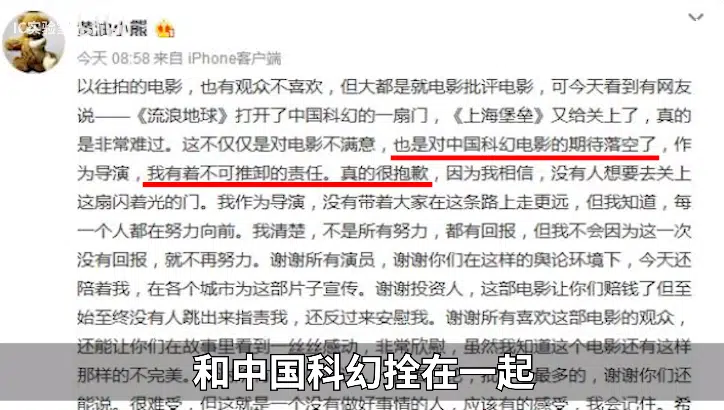 IC实验室
小熊
今天 08:58 来自 iPhone客户端
以往拍的电影，也有观众不喜欢，但大都是就电影批评电影，可今天看到有网友
说——《流浪地球》打开了中国科幻的一扇门，《上海堡垒》又给关上了，真的
是非常难过。这不仅仅是对电影不满意，也是对中国科幻电影的期待落空了，作
为导演，我有着不可推卸的责任。真的很抱歉，因为我相信，没有人想要去关上
这扇闪着光的门。我作为导演，没有带着大家在这条路上走更远，但我知道，每
一个人都在努力向前。我清楚，不是所有努力，都有回报，但我不会因为这一次
没有回报，就不再努力。谢谢所有演员，谢谢你们在这样的舆论环境下，今天还
陪着我，在各个城市为这部片子宣传。谢谢投资人，这部电影让你们赔钱了但至
始至终没有人跳出来指责我，还反过来安慰我。谢谢所有喜欢这部电影的观众，
还能让你们在故事里看到一丝丝感动，非常欣慰，虽然我知道这个电影还有这样
那样的不完美。最多的，谢谢你们还
能说。很难受，但这就是一个没有做好事情的人，应该有的感受，我会记住。希
和中国科幻拴在一起